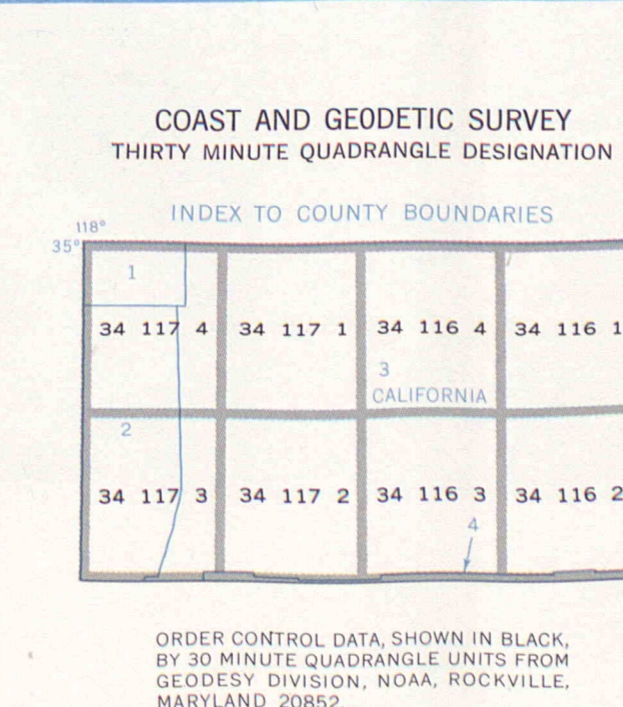 COAST AND GEODETIC SURVEY
THIRTY MINUTE QUADRANGLE DESIGNATION
INDEX TO COUNTY BOUNDARIES
118°
35°
1
34 117 4 34 117 1 34 116 4 34 116 1
3
CALIFORNIA
2
34 117 3 34 117 2 34 116 3 34 116 2
4
ORDER CONTROL DATA, SHOWN IN BLACK,
BY 30 MINUTE QUADRANGLE UNITS FROM
GEODESY DIVISION, NOAA, ROCKVILLE,
MARYLAND 20852.